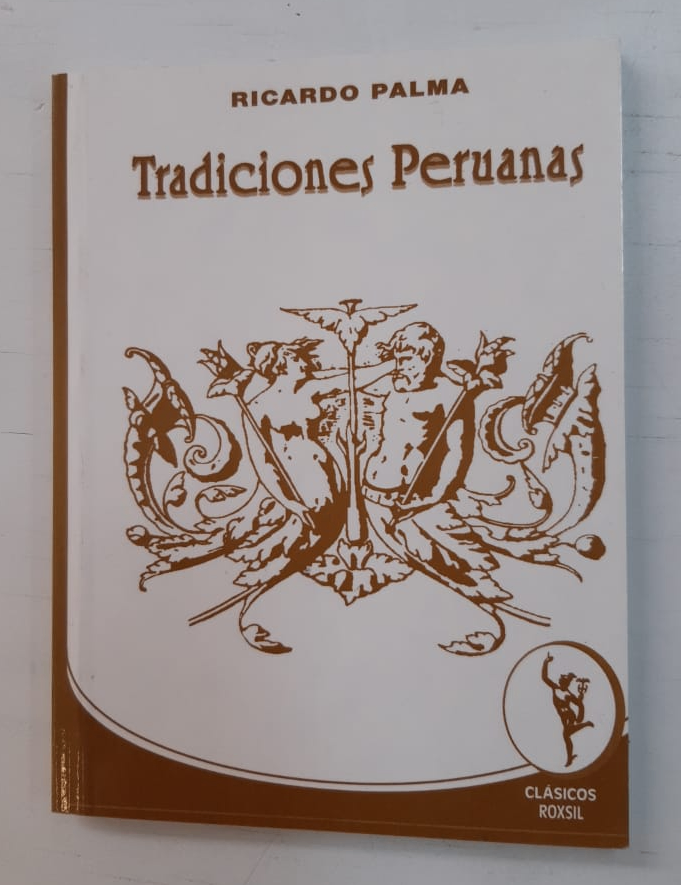 RICARDO PALMA
Tradiciones Peruanas
CLÁSICOS
ROXSIL